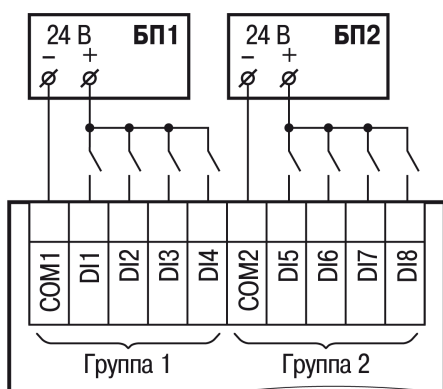 24 В БП1
– +
24 В БП2
– +
COM1
DI1
DI2
DI3
DI4
COM2
DI5
DI6
DI7
DI8
Группа 1
Группа 2